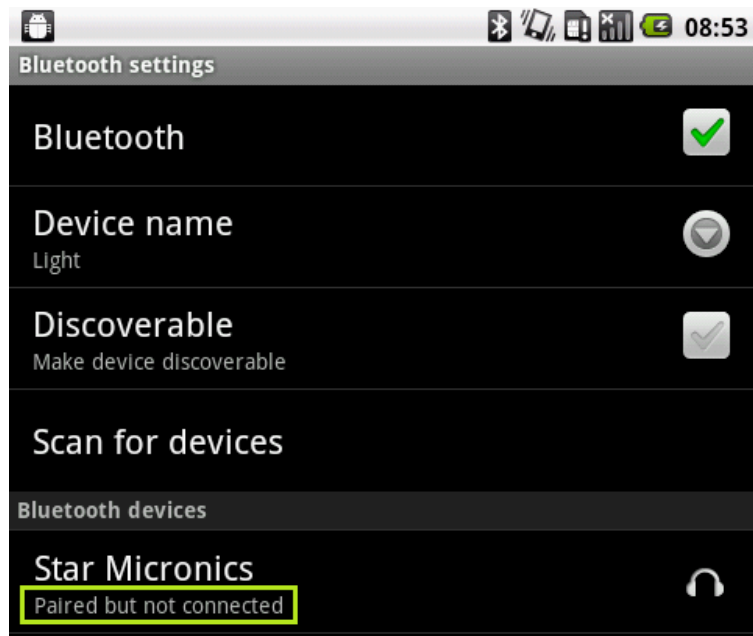 08:53
Bluetooth settings
Bluetooth
Device name
Light
Discoverable
Make device discoverable
Scan for devices
Bluetooth devices
Star Micronics
Paired but not connected